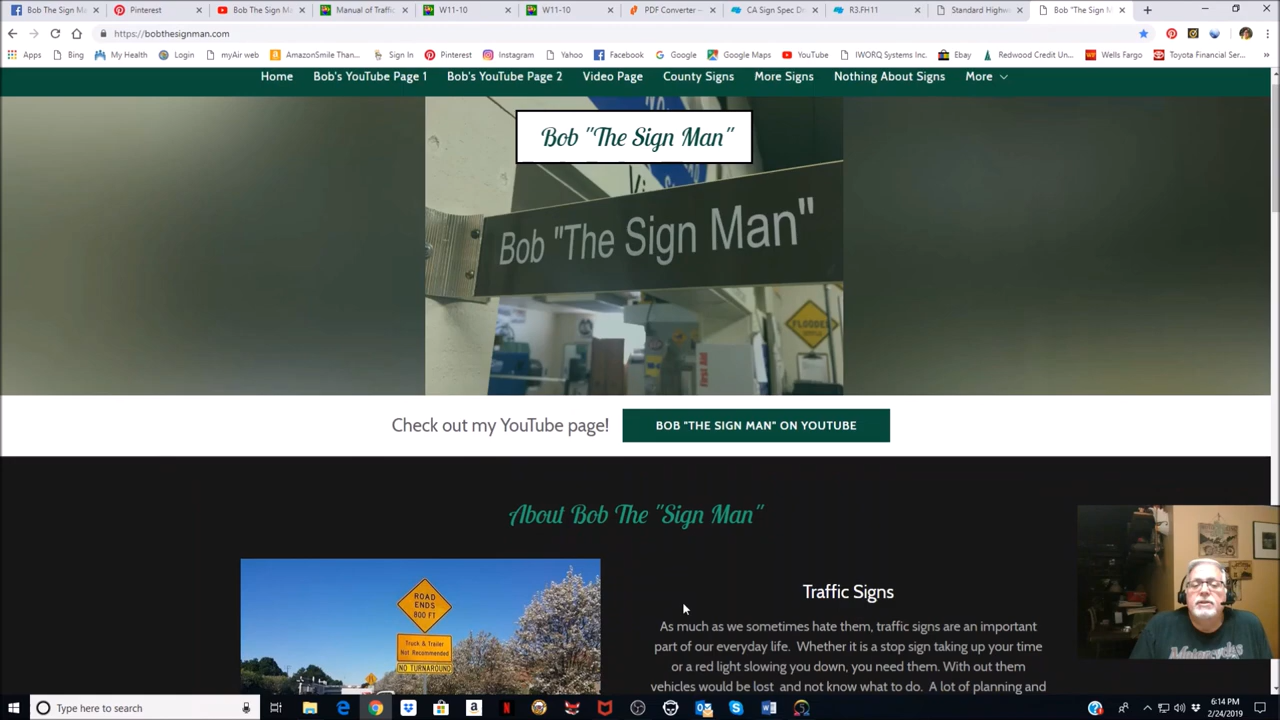 Bob The Sign M
Pinterest
Bob The Sign M
Manual of Traffic
W11-10
W11-10
PDF Converter –
CA Sign Spec D
R3.FH11
Standard Highw
Bob "The Sign M
https://bobthesignman.com
Apps
Bing
My Health
Login
myAir web
AmazonSmile Than...
Sign In
Pinterest
Instagram
Yahoo
Facebook
Google
Google Maps
YouTube
IWORQ Systems Inc.
Ebay
Redwood Credit Un...
Wells Fargo
Toyota Financial Ser...
Home
Bob's YouTube Page 1
Bob's YouTube Page 2
Video Page
County Signs
More Signs
Nothing About Signs
More
Bob "The Sign Man"
Bob "The Sign Man"
FLOODED
First Aid
Check out my YouTube page!
BOB "THE SIGN MAN" ON YOUTUBE
About Bob The "Sign Man"
ROAD
ENDS
800 FT
Truck & Trailer
Not Recommended
NO TURNAROUND
Traffic Signs
As much as we sometimes hate them, traffic signs are an important
part of our everyday life. Whether it is a stop sign taking up your time
or a red light slowing you down, you need them. With out them
vehicles would be lost and not know what to do. A lot of planning and
Type here to search
6:14 PM
2/24/2019